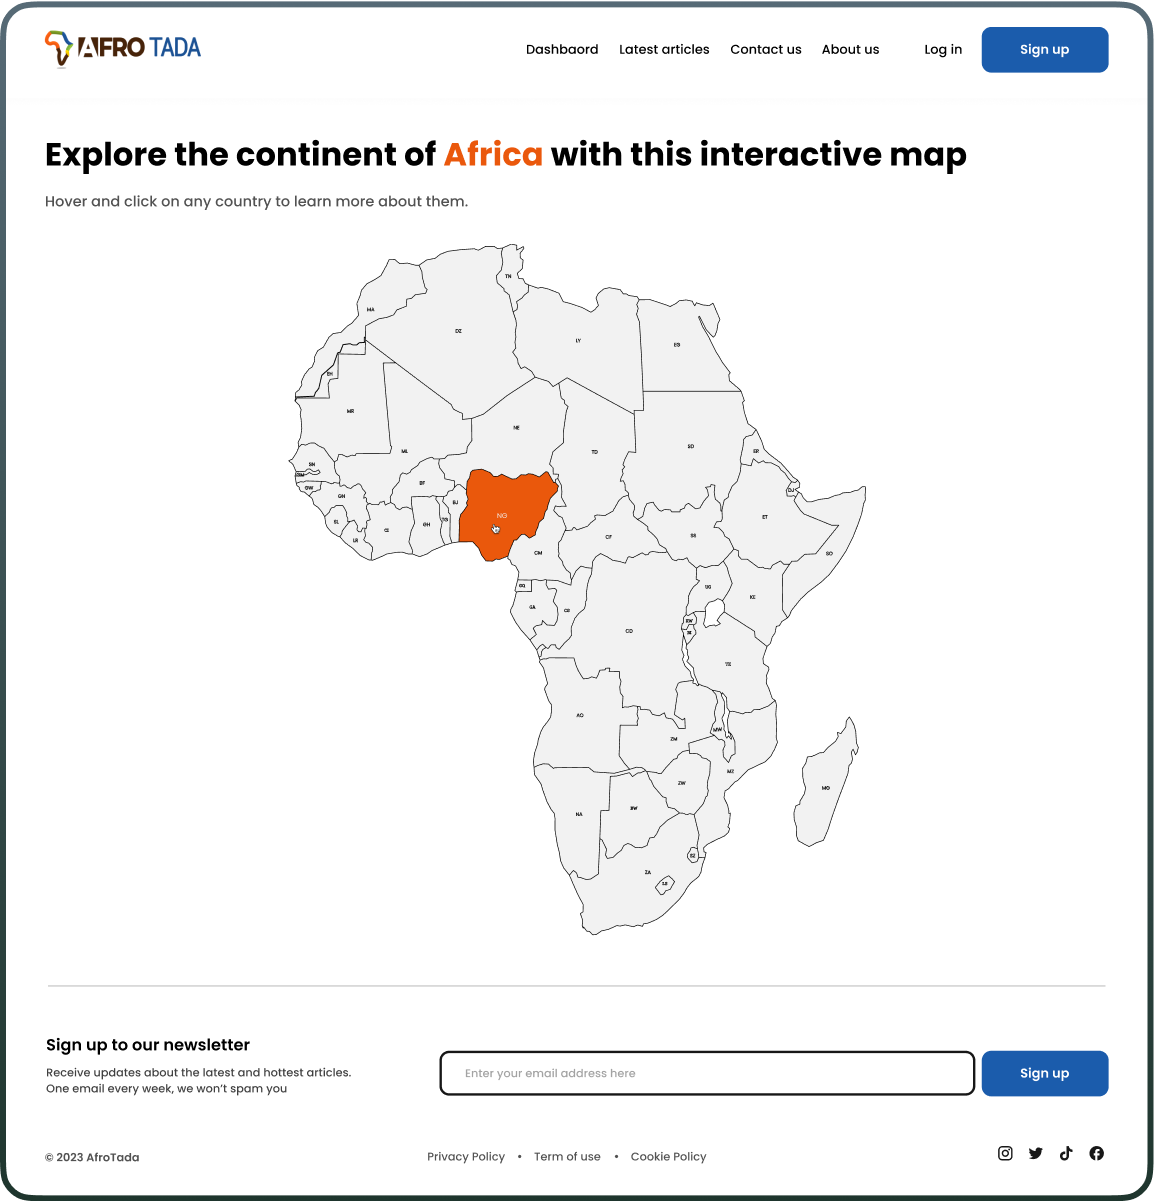 AFRO TADA
Dashbaord Latest articles Contact us About us Log in Sign up
Explore the continent of Africa with this interactive map
Hover and click on any country to learn more about them.
TN
MA
DZ
LY
EG
EH
MR
NE
SD
ML
TD
ER
SN
GM
BF
GW
DJ
GN
BJ
NG
ET
SL
TG
GH
CI
SS
CF
LR
CM
SO
GQ
UG
KE
GA
CG
RW
CD
BI
TZ
AO
MW
ZM
MZ
ZW
MG
BW
NA
SZ
ZA
LS
Sign up to our newsletter
Receive updates about the latest and hottest articles.
One email every week, we won't spam you
Enter your email address here
Sign up
© 2023 AfroTada
Privacy Policy • Term of use • Cookie Policy